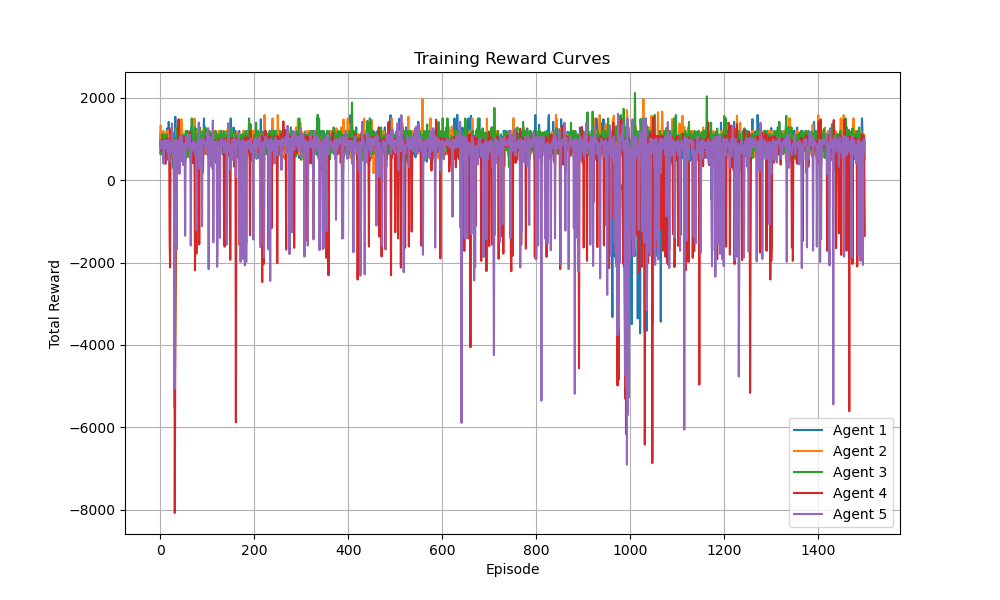 Training Reward Curves
Total Reward
2000
0
−2000
−4000
−6000
−8000
0 200 400 600 800 1000 1200 1400
Episode
Agent 1
Agent 2
Agent 3
Agent 4
Agent 5